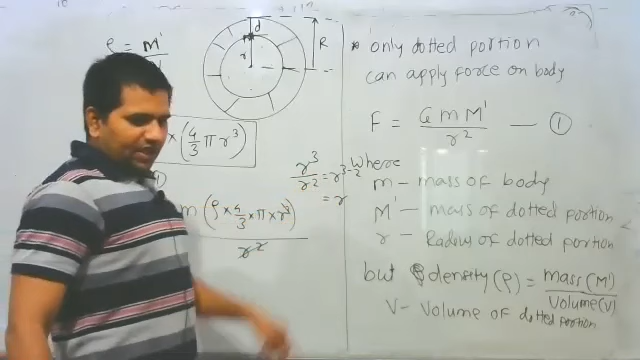 ρ = M'
d
r
R
× (4/3 π r³)
r³/r² = r³⁻²
= r
m (ρ × 4/3 × π × r³)
r²
* only dotted portion
can apply force on body
F = G m M' / r² — ①
Where
m - mass of body
M' - mass of dotted portion
r - Radius of dotted portion
but density (ρ) = mass (M') / Volume (V)
V - Volume of dotted portion